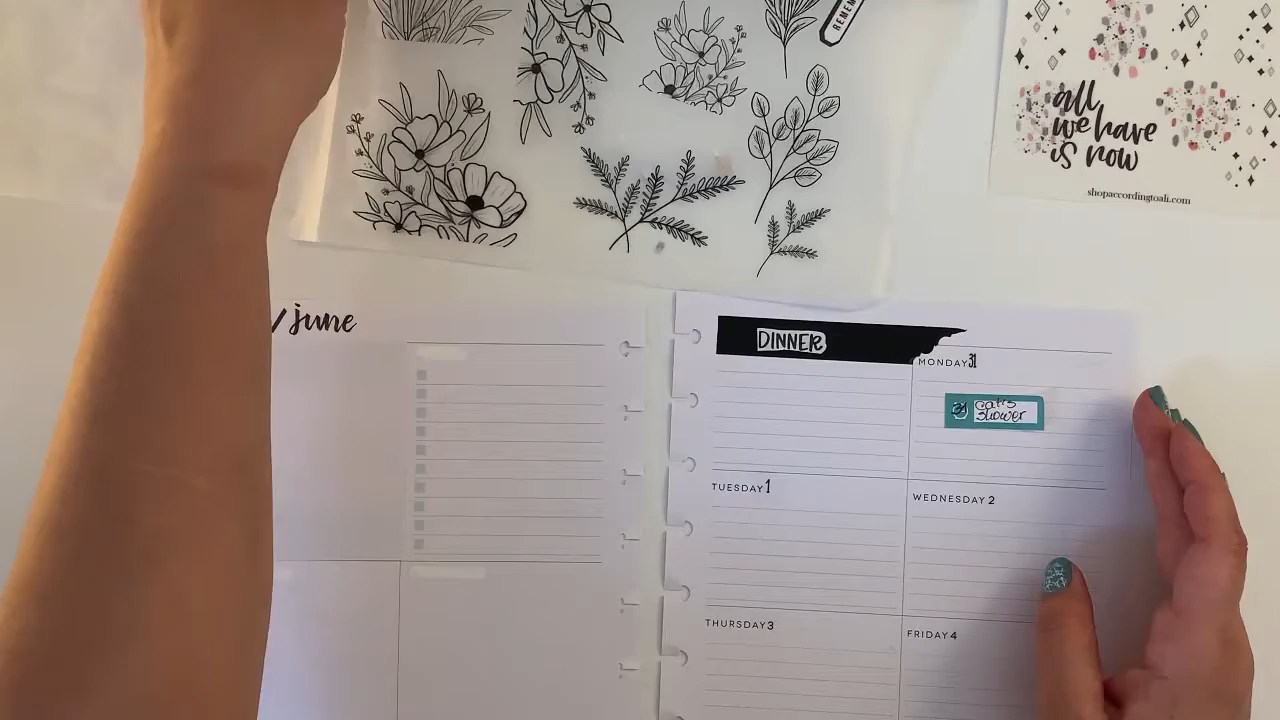 all
we have
is now
shopaccordingtoali.com
/june
DINNER
MONDAY 31
Cat's
Shower
TUESDAY 1
WEDNESDAY 2
THURSDAY 3
FRIDAY 4